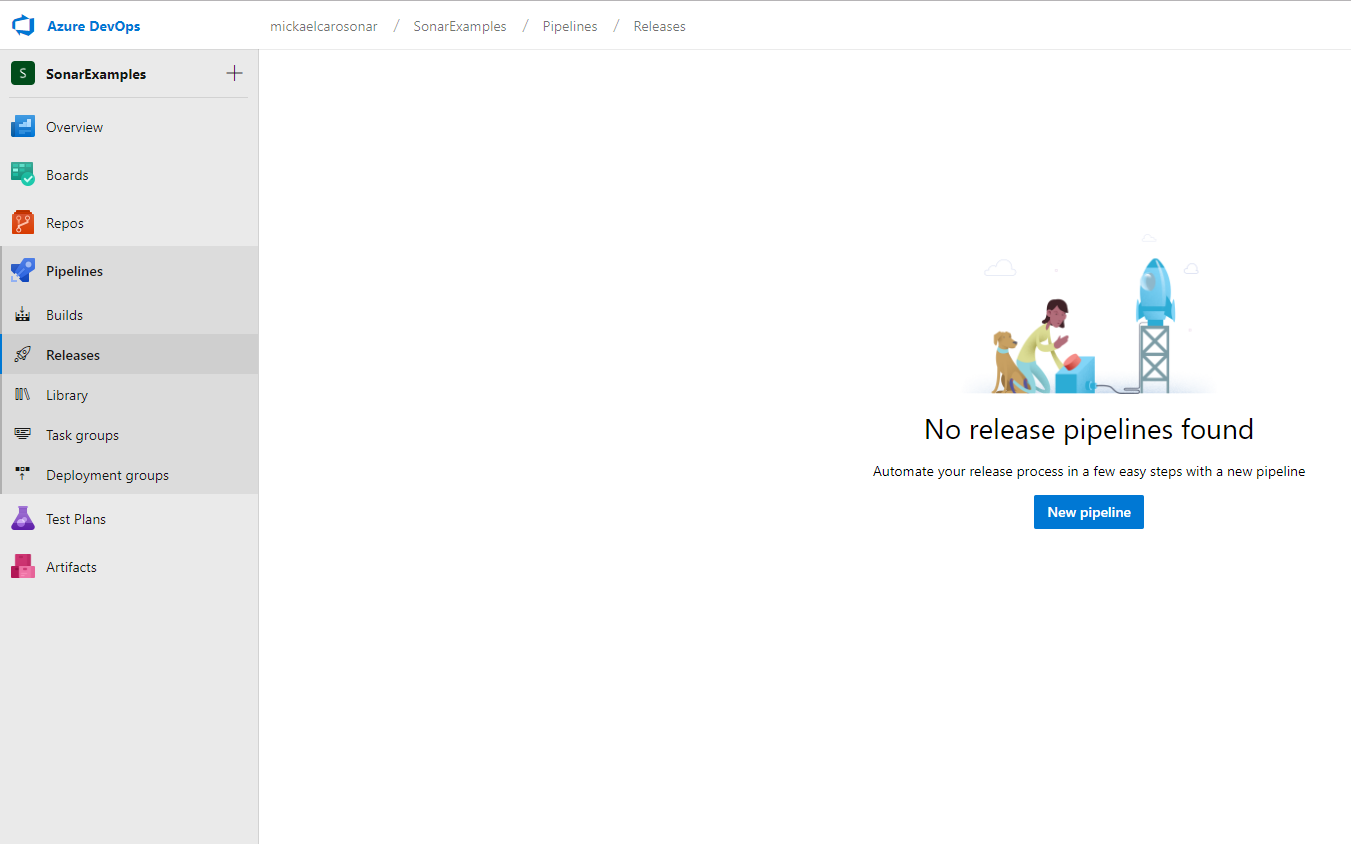 Azure DevOps
mickaelcarosonar / SonarExamples / Pipelines / Releases
S SonarExamples
Overview
Boards
Repos
Pipelines
Builds
Releases
Library
Task groups
Deployment groups
Test Plans
Artifacts
No release pipelines found
Automate your release process in a few easy steps with a new pipeline
New pipeline